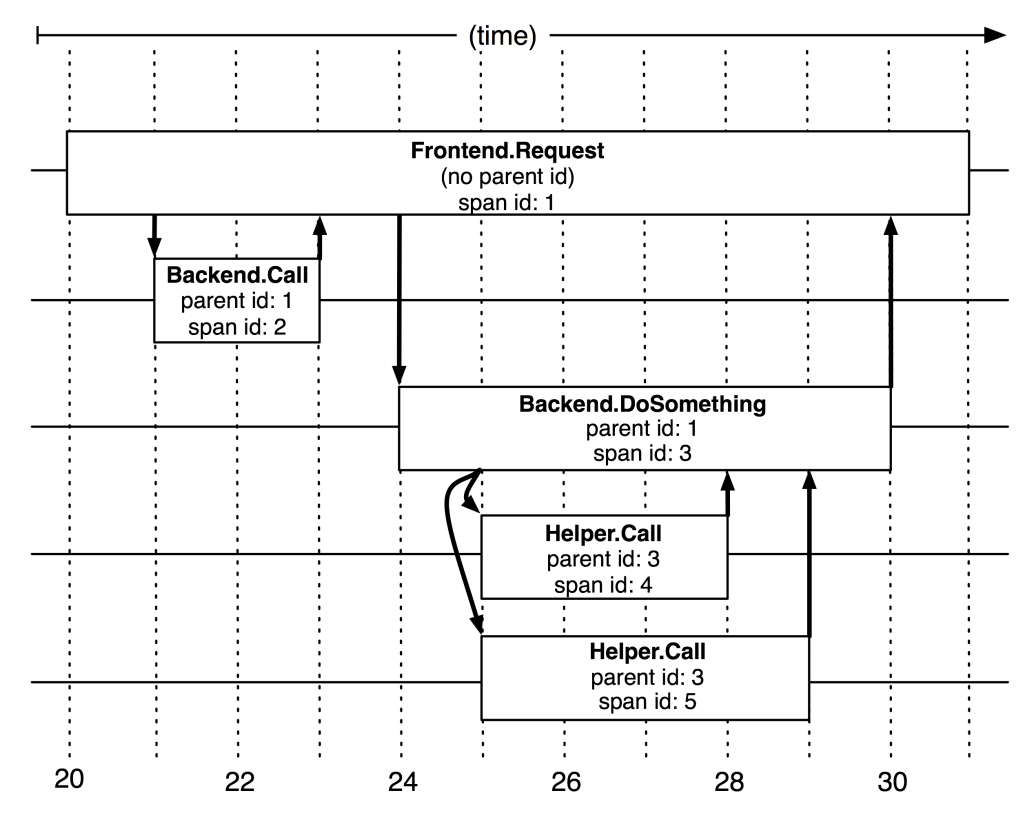 (time)
Frontend.Request
(no parent id)
span id: 1
Backend.Call
parent id: 1
span id: 2
Backend.DoSomething
parent id: 1
span id: 3
Helper.Call
parent id: 3
span id: 4
Helper.Call
parent id: 3
span id: 5
20 22 24 26 28 30